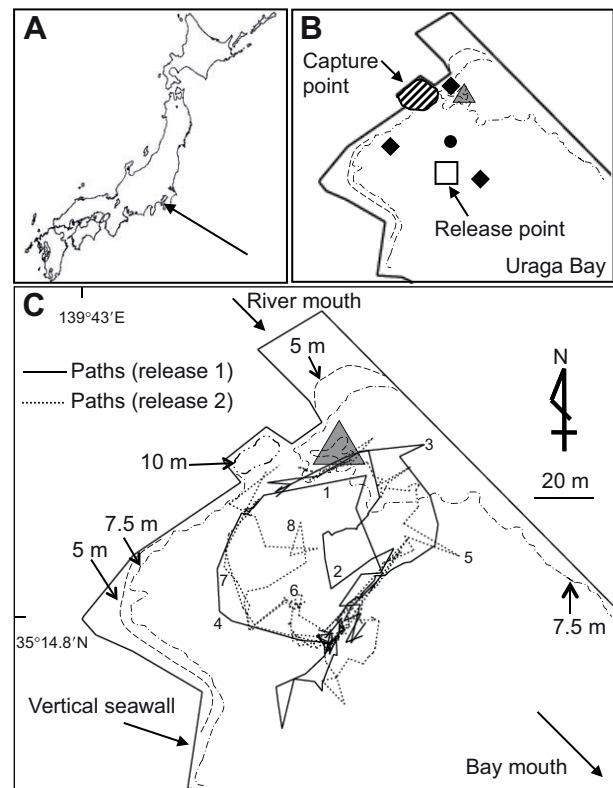 A
B
Capture
point
Release point
Uraga Bay
C
139°43′E
River mouth
5 m
Paths (release 1)
Paths (release 2)
N
10 m
3
20 m
1
7.5 m
8
5 m
5
2
7
6
4
7.5 m
35°14.8′N
Vertical seawall
Bay mouth